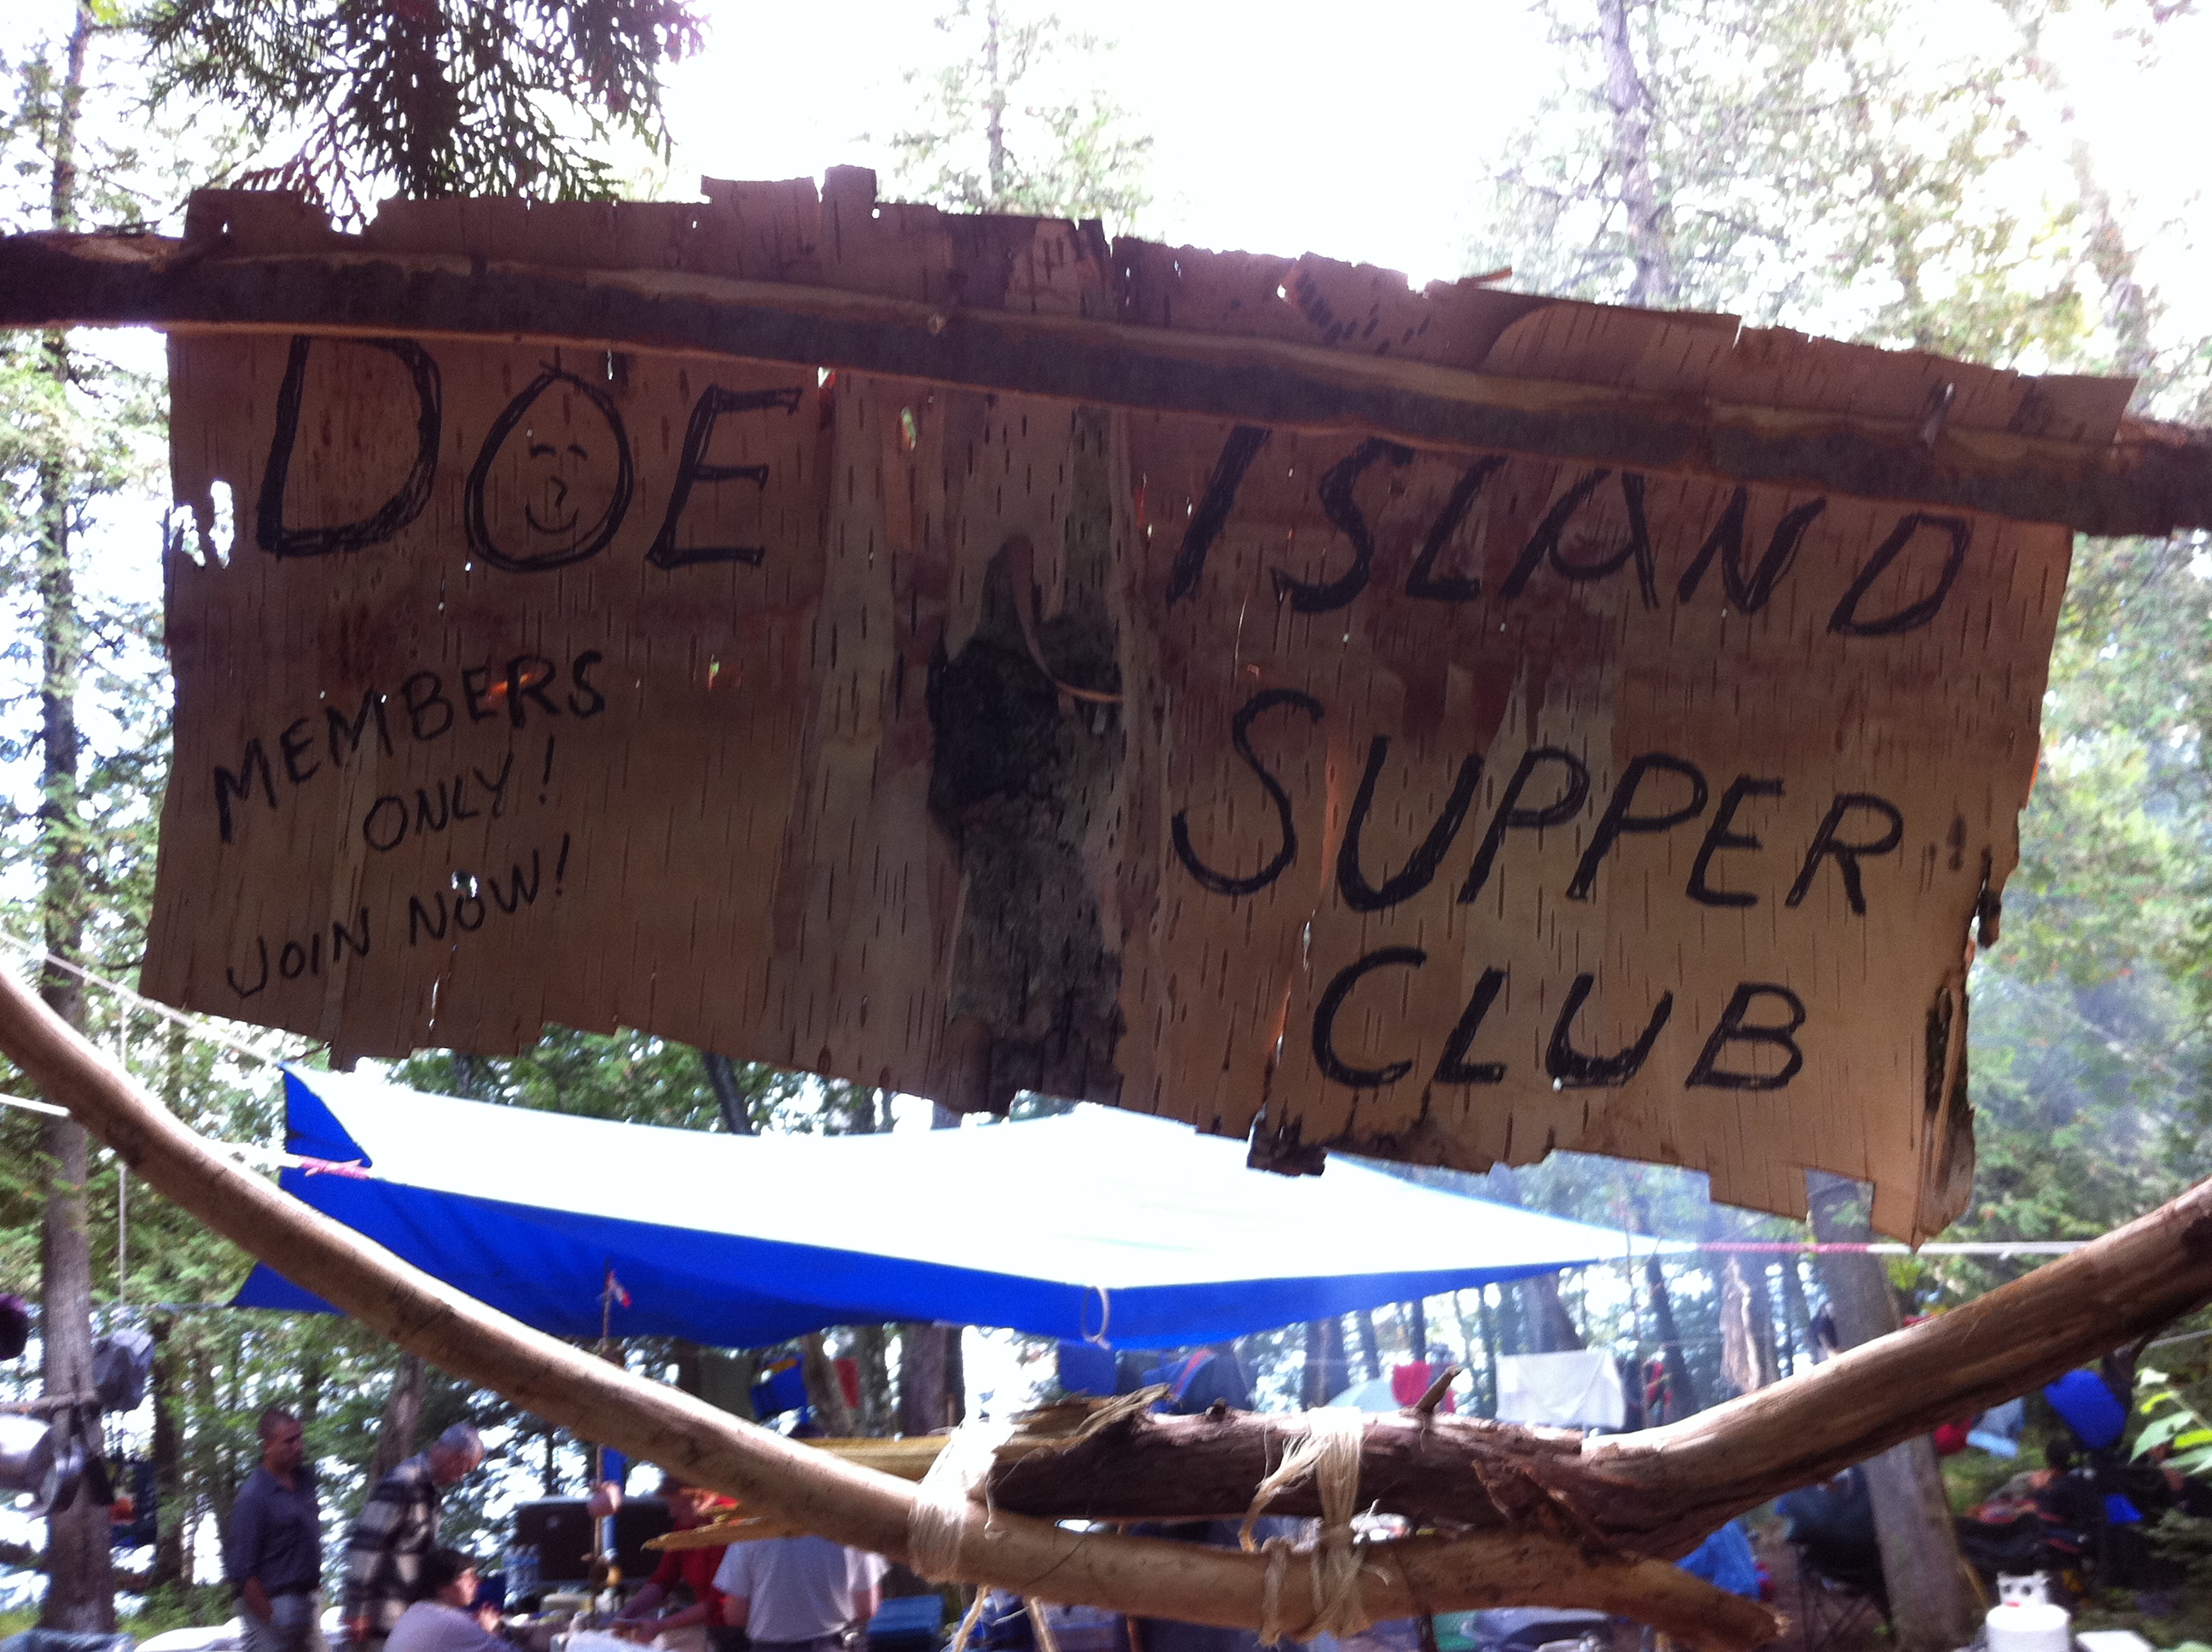 DOE ISLAND
SUPPER
CLUB
MEMBERS
ONLY!
JOIN NOW!